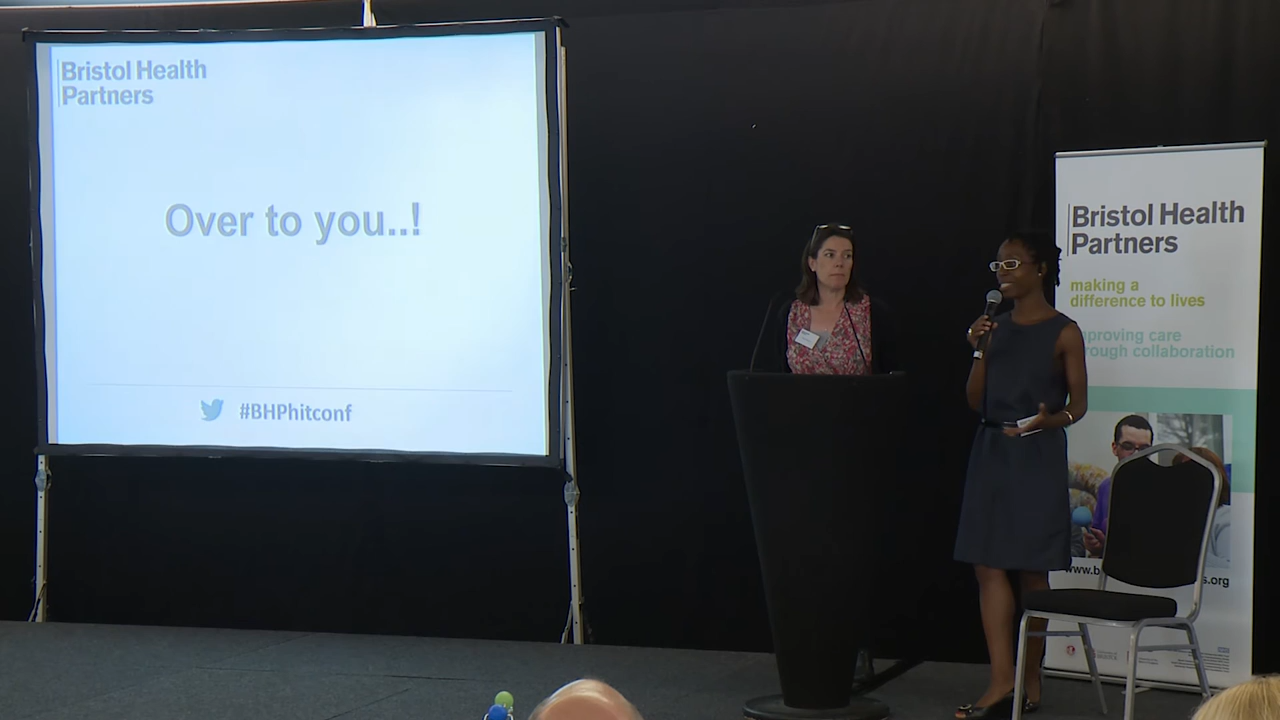 Bristol Health
Partners
Over to you..!
#BHPhitconf
Bristol Health
Partners
making a
difference to lives
proving care
rough collaboration
www.b
s.org